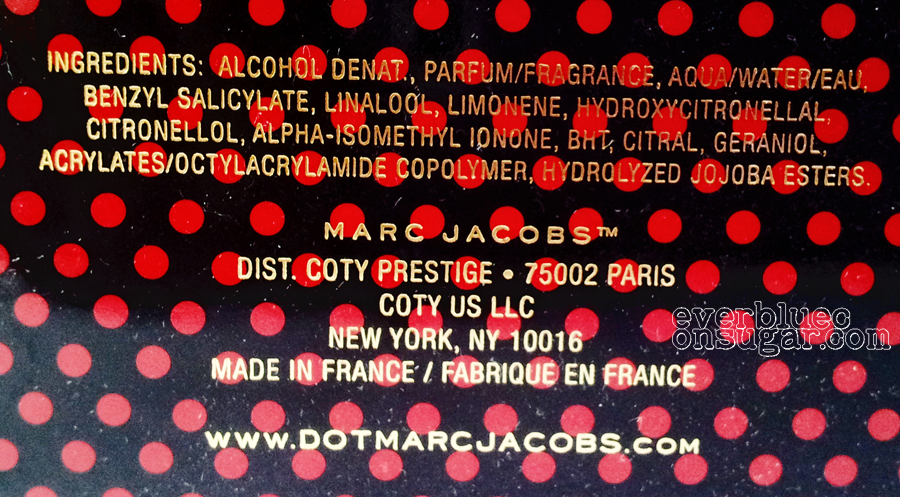 INGREDIENTS: ALCOHOL DENAT., PARFUM/FRAGRANCE, AQUA/WATER/EAU,
BENZYL SALICYLATE, LINALOOL, LIMONENE, HYDROXYCITRONELLAL,
CITRONELLOL, ALPHA-ISOMETHYL IONONE, BHT, CITRAL, GERANIOL,
ACRYLATES/OCTYLACRYLAMIDE COPOLYMER, HYDROLYZED JOJOBA ESTERS.
MARC JACOBS™
DIST. COTY PRESTIGE • 75002 PARIS
COTY US LLC
NEW YORK, NY 10016
MADE IN FRANCE / FABRIQUE EN FRANCE
WWW.DOTMARCJACOBS.COM
everbluec
onsugar.com